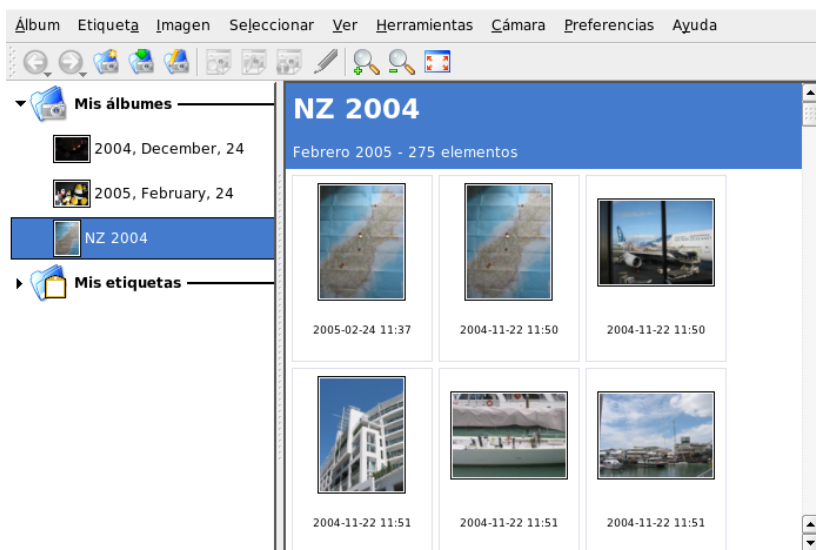 Álbum Etiqueta Imagen Seleccionar Ver Herramientas Cámara Preferencias Ayuda
Mis álbumes
2004, December, 24
2005, February, 24
NZ 2004
Mis etiquetas
NZ 2004
Febrero 2005 - 275 elementos
2005-02-24 11:37 2004-11-22 11:50 2004-11-22 11:50
2004-11-22 11:51 2004-11-22 11:51 2004-11-22 11:51